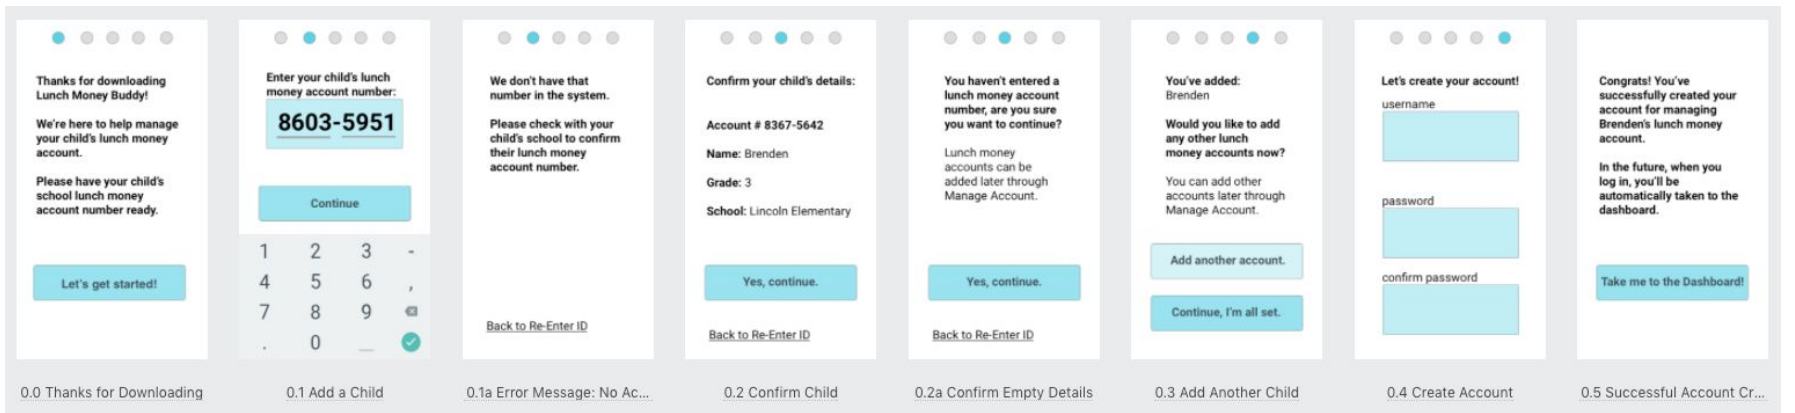 Thanks for downloading
Lunch Money Buddy!
We're here to help manage
your child's lunch money
account.
Please have your child's
school lunch money
account number ready.
Let's get started!
0.0 Thanks for Downloading
Enter your child's lunch
money account number:
8603-5951
Continue
1 2 3 -
4 5 6 ,
7 8 9
. 0 _
0.1 Add a Child
We don't have that
number in the system.
Please check with your
child's school to confirm
their lunch money
account number.
Back to Re-Enter ID
0.1a Error Message: No Ac...
Confirm your child's details:
Account # 8367-5642
Name: Brenden
Grade: 3
School: Lincoln Elementary
Yes, continue.
Back to Re-Enter ID
0.2 Confirm Child
You haven't entered a
lunch money account
number, are you sure
you want to continue?
Lunch money
accounts can be
added later through
Manage Account.
Yes, continue.
Back to Re-Enter ID
0.2a Confirm Empty Details
You've added:
Brenden
Would you like to add
any other lunch
money accounts now?
You can add other
accounts later through
Manage Account.
Add another account.
Continue, I'm all set.
0.3 Add Another Child
Let's create your account!
username
password
confirm password
0.4 Create Account
Congrats! You've
successfully created your
account for managing
Brenden's lunch money
account.
In the future, when you
log in, you'll be
automatically taken to the
dashboard.
Take me to the Dashboard!
0.5 Successful Account Cr...